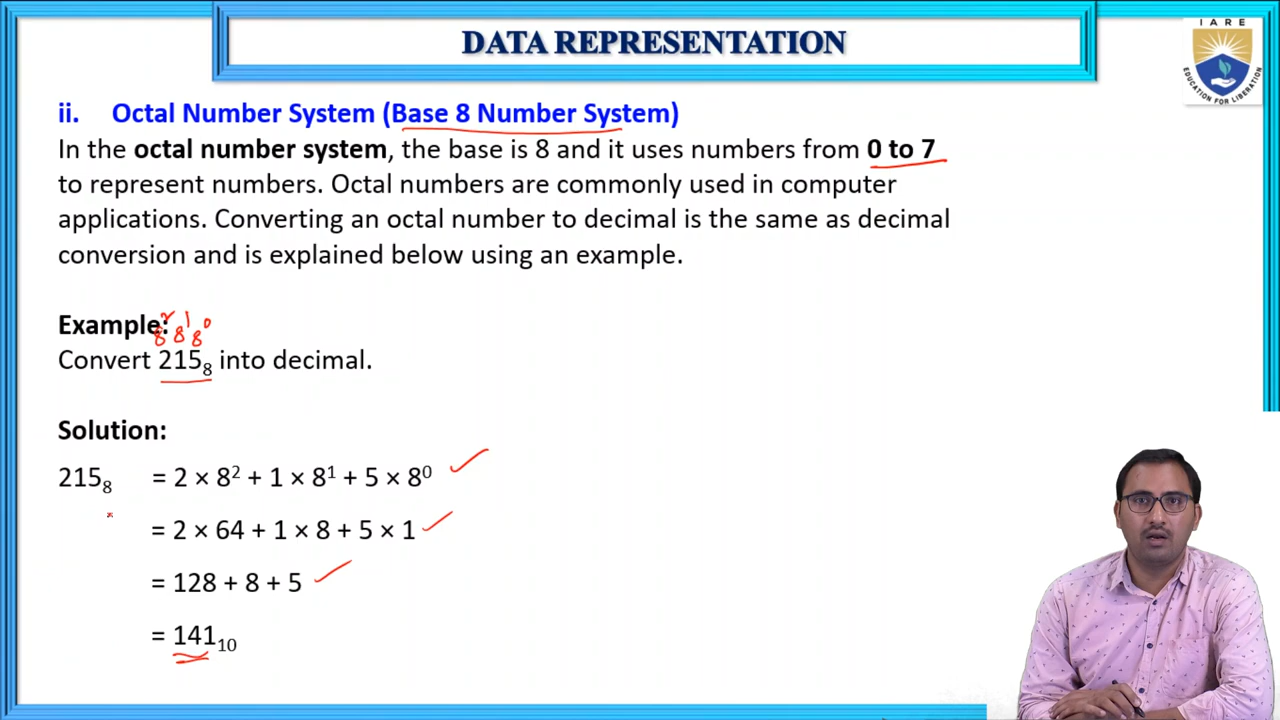 DATA REPRESENTATION
IARE
EDUCATION FOR LIBERATION
ii. Octal Number System (Base 8 Number System)
In the octal number system, the base is 8 and it uses numbers from 0 to 7
to represent numbers. Octal numbers are commonly used in computer
applications. Converting an octal number to decimal is the same as decimal
conversion and is explained below using an example.
Example:
8² 8¹ 8⁰
Convert 215₈ into decimal.
Solution:
215₈ = 2 × 8² + 1 × 8¹ + 5 × 8⁰
= 2 × 64 + 1 × 8 + 5 × 1
= 128 + 8 + 5
= 141₁₀